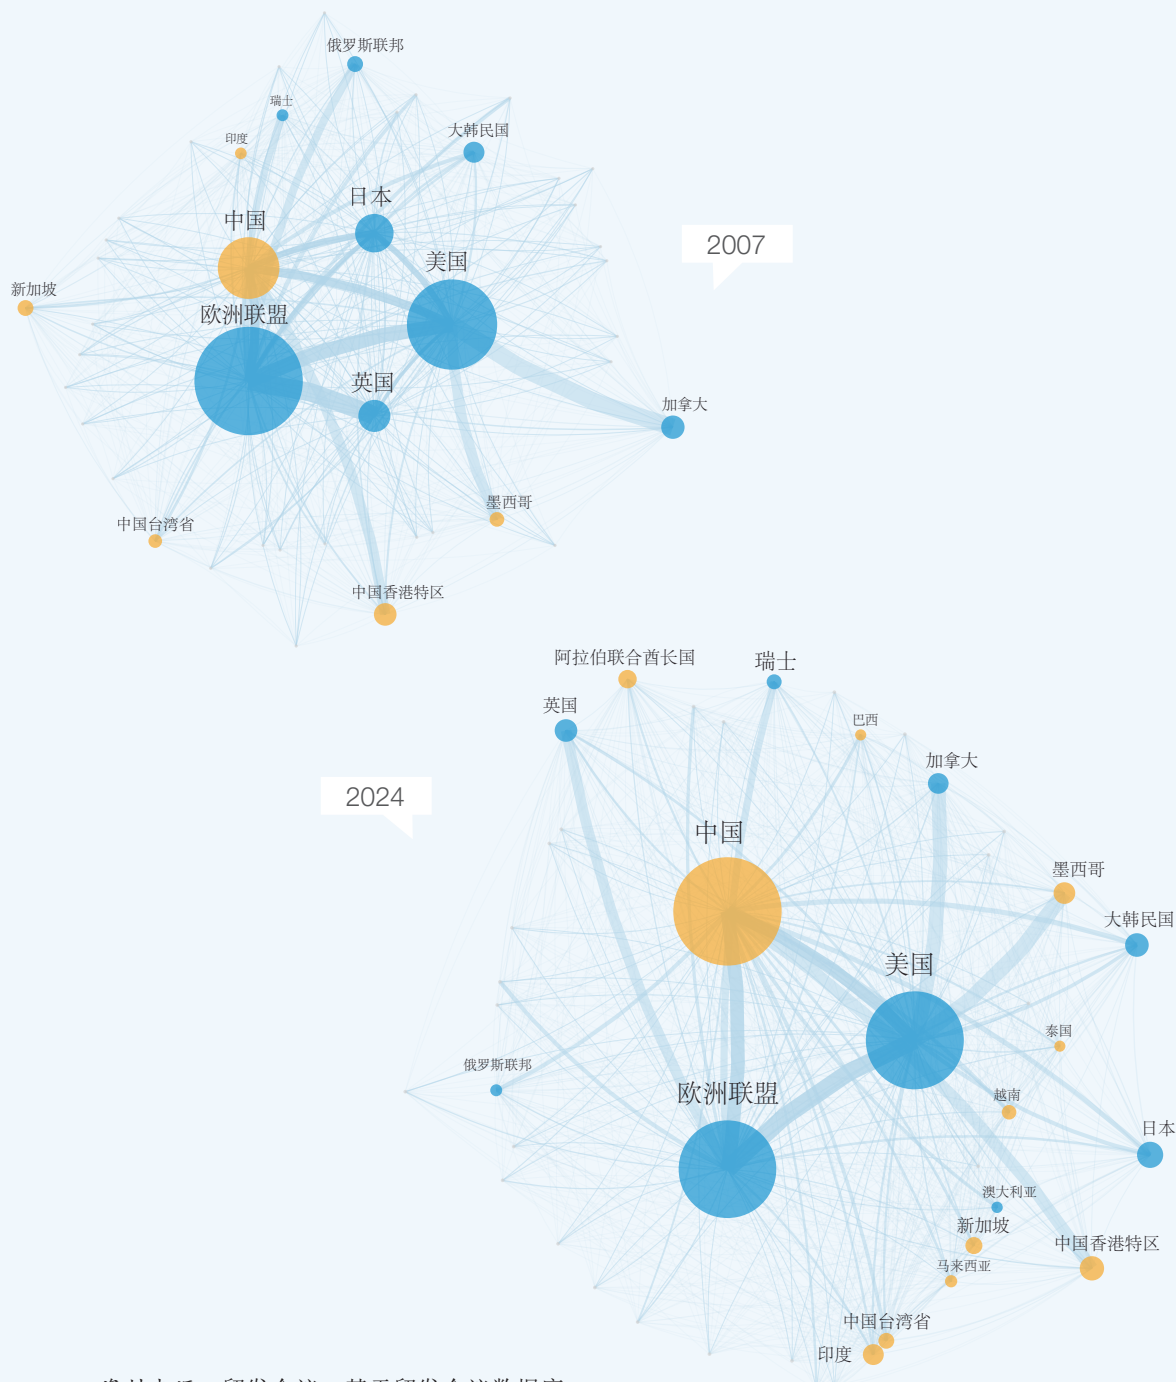 俄罗斯联邦
瑞士
大韩民国
印度
日本
中国
2007
美国
新加坡
欧洲联盟
英国
加拿大
墨西哥
中国台湾省
中国香港特区
阿拉伯联合酋长国
瑞士
英国
巴西
加拿大
2024
中国
墨西哥
大韩民国
美国
泰国
俄罗斯联邦
欧洲联盟
越南
日本
澳大利亚
新加坡
中国香港特区
马来西亚
中国台湾省
印度